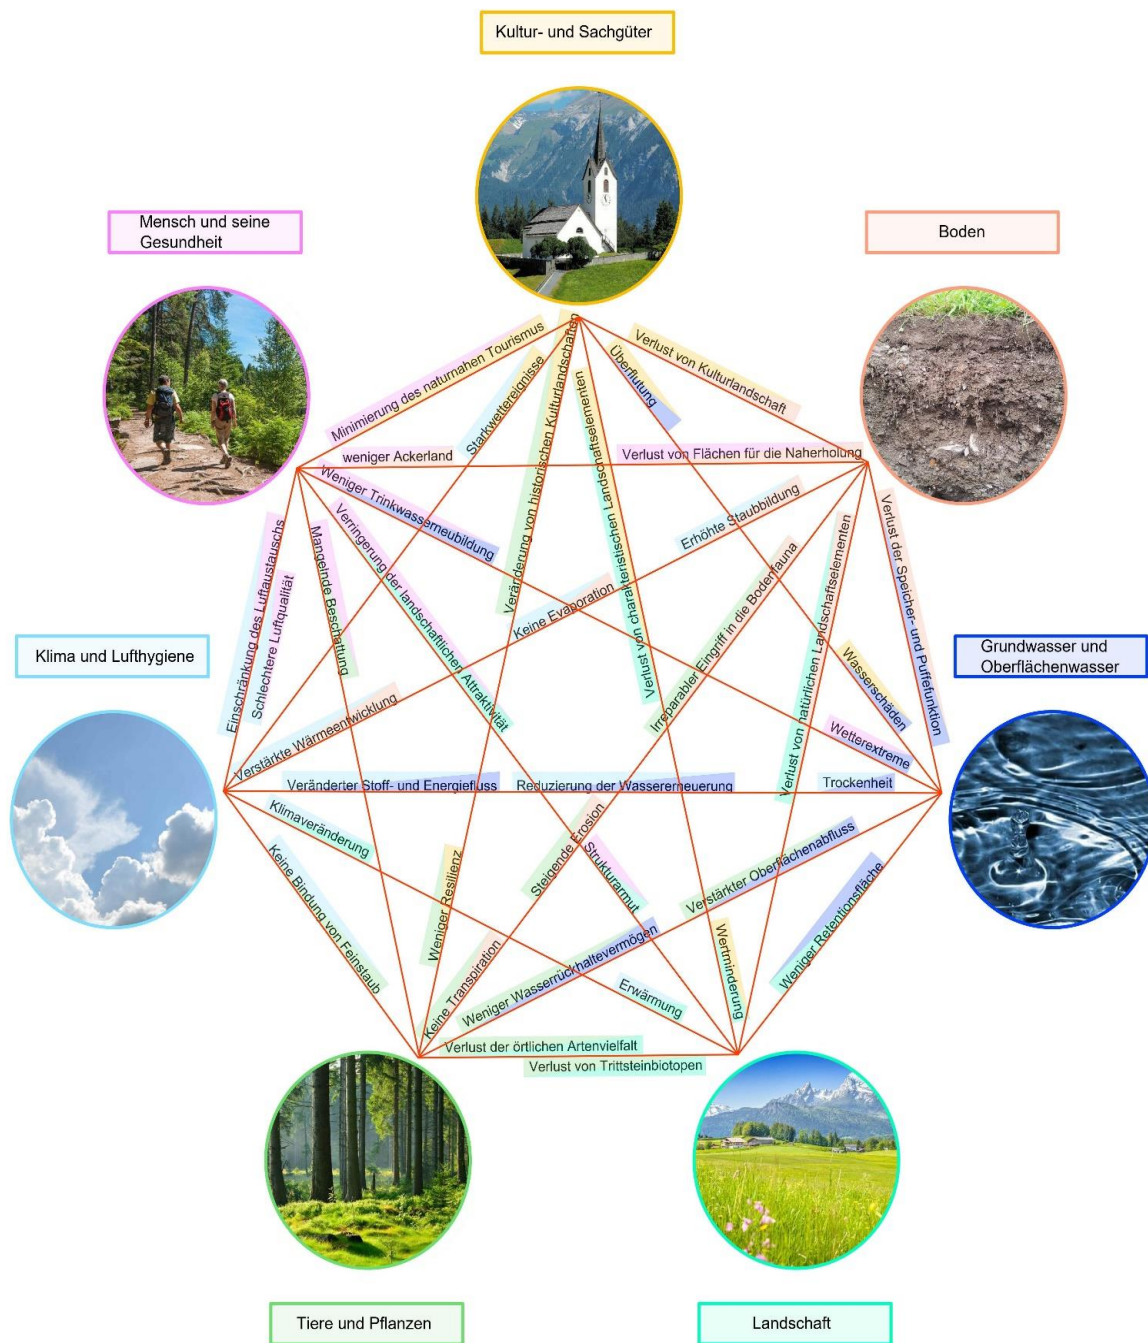 Kultur- und Sachgüter
Mensch und seine
Gesundheit
Boden
Minimierung des naturnahen Tourismus
Starkwetterereignisse
Veränderung von historischen Kulturlandschaften
Verlust von charakteristischen Landschaftselementen
Überflutung
Verlust von Kulturlandschaft
weniger Ackerland
Verlust von Flächen für die Naherholung
Weniger Trinkwasserneubildung
Verringerung der landschaftlichen Attraktivität
Mangelnde Beschattung
Einschränkung des Luftaustauschs
Schlechtere Luftqualität
Erhöhte Staubbildung
Keine Evaporation
Irreparabler Eingriff in die Bodenfauna
Verlust von natürlichen Landschaftselementen
Verlust der Speicher- und Puffefunktion
Klima und Lufthygiene
Grundwasser und
Oberflächenwasser
Verstärkte Wärmeentwicklung
Wasserschäden
Wetterextreme
Veränderter Stoff- und Energiefluss
Reduzierung der Wassererneuerung
Trockenheit
Klimaveränderung
Keine Bindung von Feinstaub
Weniger Resilienz
Steigende Erosion
Strukturarmut
Verstärkter Oberflächenabfluss
Weniger Retentionsfläche
Keine Transpiration
Weniger Wasserrückhaltevermögen
Erwärmung
Wertminderung
Verlust der örtlichen Artenvielfalt
Verlust von Trittsteinbiotopen
Tiere und Pflanzen
Landschaft